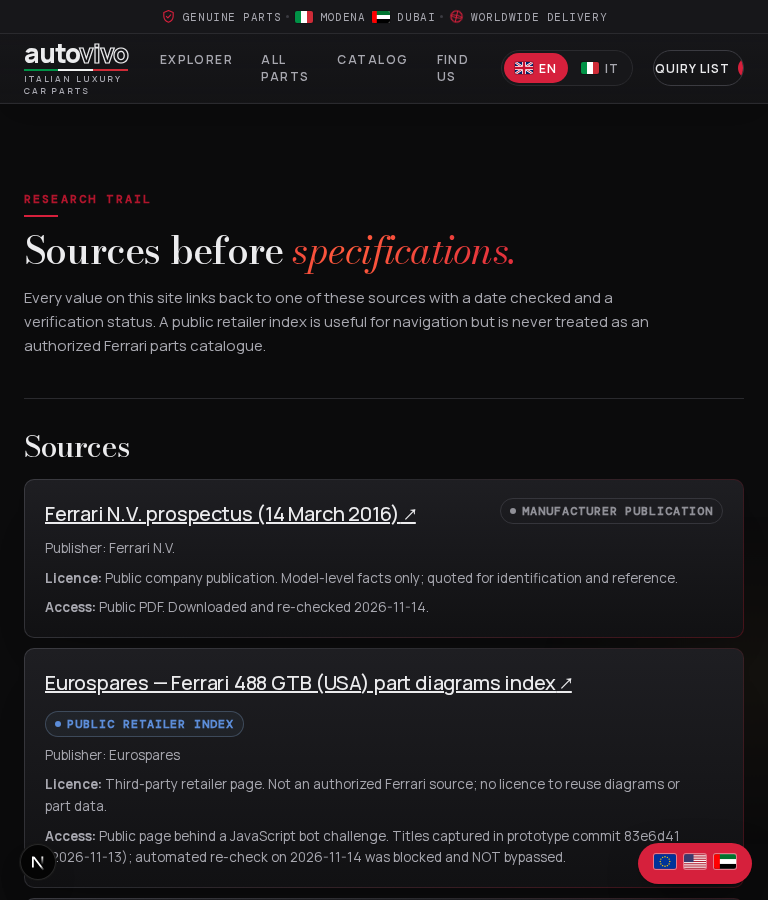 GENUINE PARTS • MODENA DUBAI • WORLDWIDE DELIVERY
autovivo
ITALIAN LUXURY
CAR PARTS
EXPLORER
ALL
PARTS
CATALOG
FIND
US
EN
IT
QUIRY LIST
RESEARCH TRAIL
Sources before specifications.
Every value on this site links back to one of these sources with a date checked and a
verification status. A public retailer index is useful for navigation but is never treated as an
authorized Ferrari parts catalogue.
Sources
Ferrari N.V. prospectus (14 March 2016) ↗
MANUFACTURER PUBLICATION
Publisher: Ferrari N.V.
Licence: Public company publication. Model-level facts only; quoted for identification and reference.
Access: Public PDF. Downloaded and re-checked 2026-11-14.
Eurospares — Ferrari 488 GTB (USA) part diagrams index ↗
PUBLIC RETAILER INDEX
Publisher: Eurospares
Licence: Third-party retailer page. Not an authorized Ferrari source; no licence to reuse diagrams or
part data.
Access: Public page behind a JavaScript bot challenge. Titles captured in prototype commit 83e6d41
2026-11-13); automated re-check on 2026-11-14 was blocked and NOT bypassed.
N